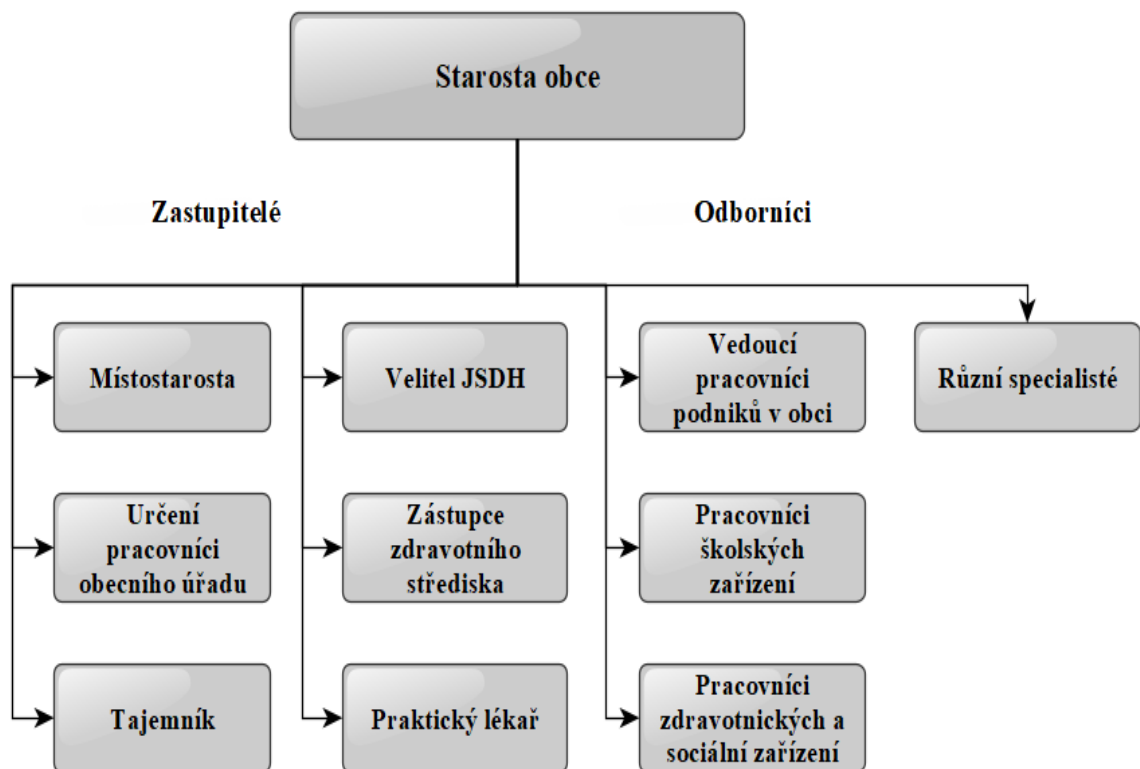 Starosta obce
Zastupitelé
Odborníci
Místostarosta
Velitel JSDH
Vedoucí
pracovníci
podniků v obci
Různí specialisté
Určení
pracovníci
obecního úřadu
Zástupce
zdravotního
střediska
Pracovníci
školských
zařízení
Tajemník
Praktický lékař
Pracovníci
zdravotnických a
sociální zařízení